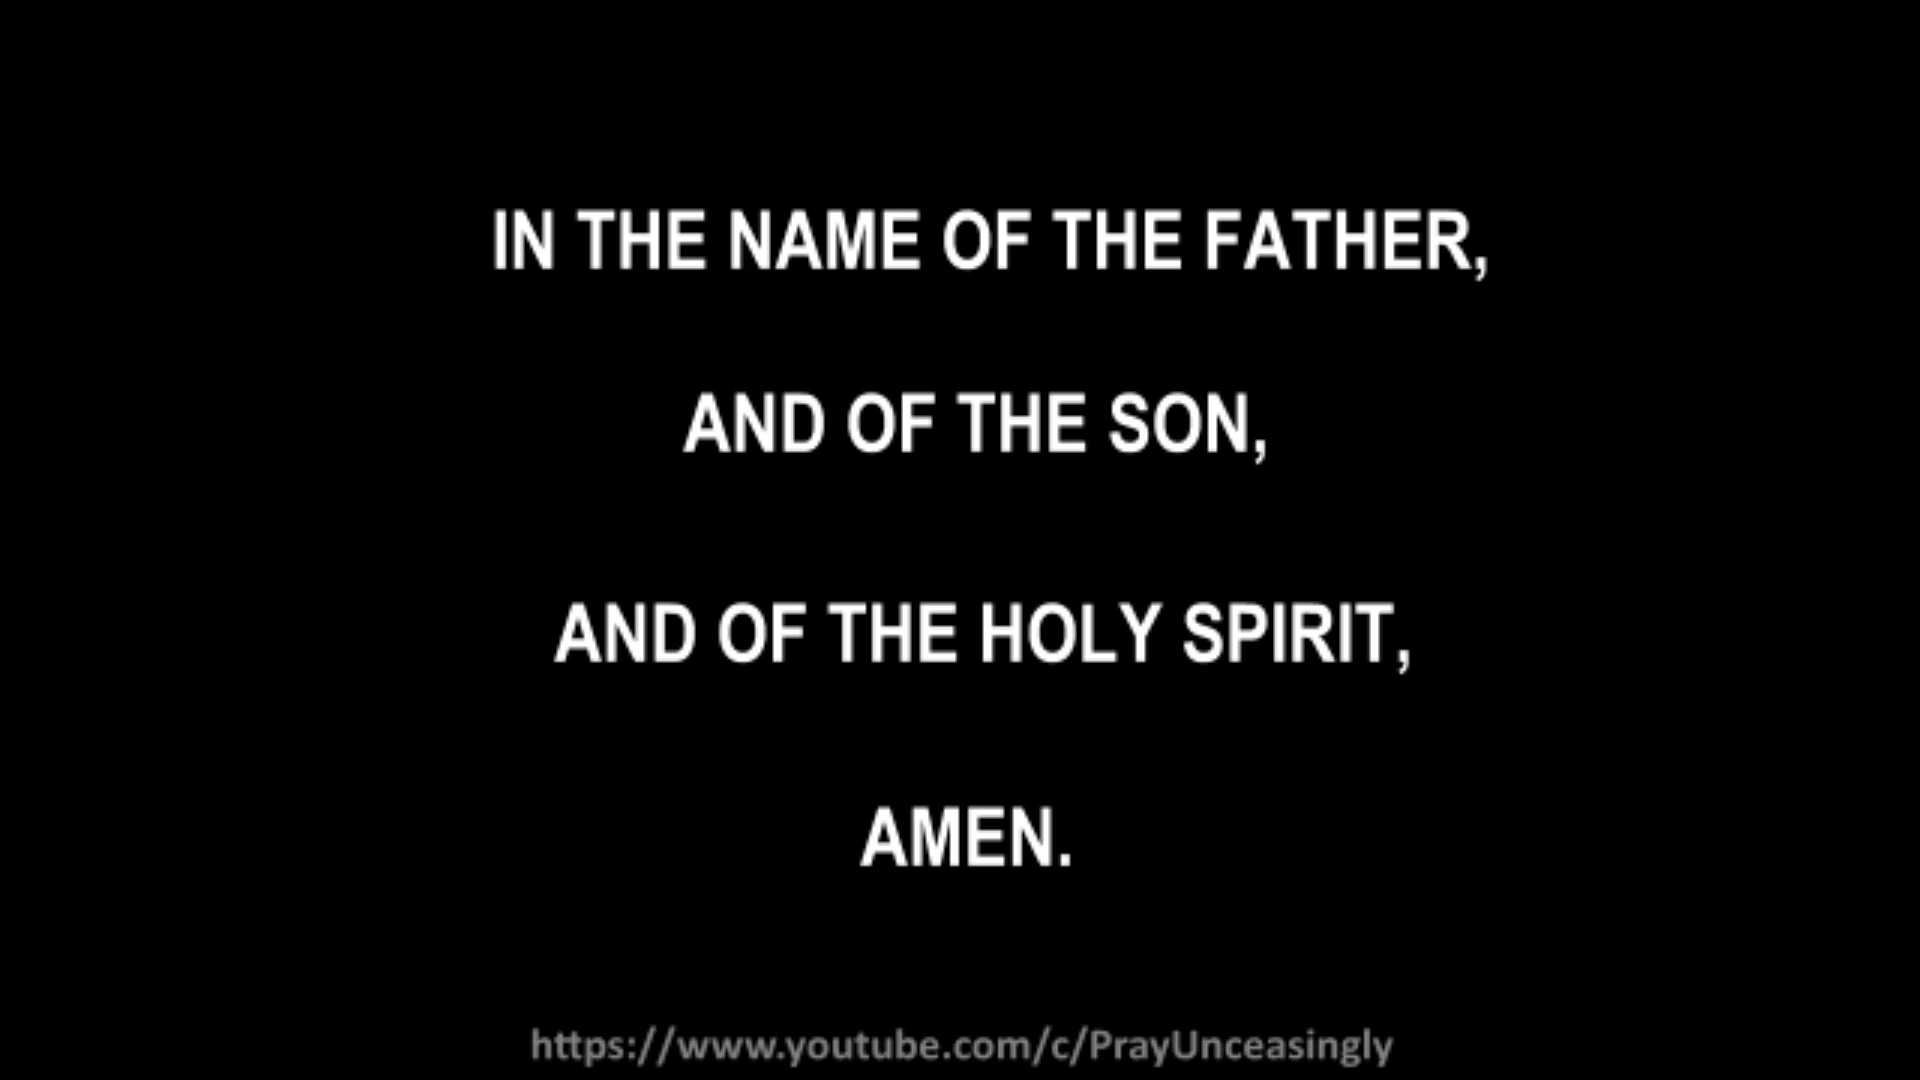 IN THE NAME OF THE FATHER,
AND OF THE SON,
AND OF THE HOLY SPIRIT,
AMEN.
https://www.youtube.com/c/PrayUnceasingly